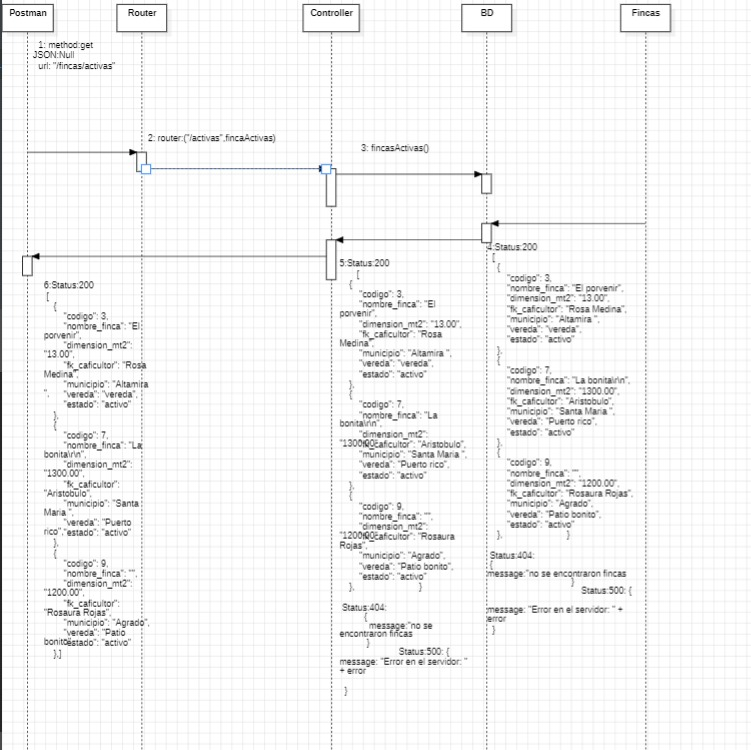 Postman
Router
Controller
BD
Fincas
1: method:get
JSON:Null
url: "/fincas/activas"
2: router:("/activas",fincaActivas)
3: fincasActivas()
4:Status:200
[
{
"codigo": 3,
"nombre_finca": "El porvenir",
"dimension_mt2": "13.00",
"fk_caficultor": "Rosa Medina",
"municipio": "Altamira ",
"vereda": "vereda",
"estado": "activo"
},
{
"codigo": 7,
"nombre_finca": "La bonita\r\n",
"dimension_mt2": "1300.00",
"fk_caficultor": "Aristobulo",
"municipio": "Santa Maria ",
"vereda": "Puerto rico",
"estado": "activo"
},
{
"codigo": 9,
"nombre_finca": "",
"dimension_mt2": "1200.00",
"fk_caficultor": "Rosaura Rojas",
"municipio": "Agrado",
"vereda": "Patio bonito",
"estado": "activo"
}, }
Status:404:
{
message:"no se encontraron fincas
}
Status:500: {
message: "Error en el servidor: " +
error
}
5:Status:200
[
{
"codigo": 3,
"nombre_finca": "El
porvenir",
"dimension_mt2": "13.00",
"fk_caficultor": "Rosa
Medina",
"municipio": "Altamira ",
"vereda": "vereda",
"estado": "activo"
},
{
"codigo": 7,
"nombre_finca": "La
bonita\r\n",
"dimension_mt2":
"1300.00",
"fk_caficultor": "Aristobulo",
"municipio": "Santa Maria ",
"vereda": "Puerto rico",
"estado": "activo"
},
{
"codigo": 9,
"nombre_finca": "",
"dimension_mt2":
"1200.00",
"fk_caficultor": "Rosaura
Rojas",
"municipio": "Agrado",
"vereda": "Patio bonito",
"estado": "activo"
}, }
Status:404:
{
message:"no se
encontraron fincas
}
Status:500: {
message: "Error en el servidor: "
+ error
}
6:Status:200
[
{
"codigo": 3,
"nombre_finca": "El
porvenir",
"dimension_mt2":
"13.00",
"fk_caficultor": "Rosa
Medina",
"municipio": "Altamira
", "vereda": "vereda",
"estado": "activo"
},
{
"codigo": 7,
"nombre_finca": "La
bonita\r\n",
"dimension_mt2":
"1300.00",
"fk_caficultor":
"Aristobulo",
"municipio": "Santa
Maria ",
"vereda": "Puerto
rico", "estado": "activo"
},
{
"codigo": 9,
"nombre_finca": "",
"dimension_mt2":
"1200.00",
"fk_caficultor":
"Rosaura Rojas",
"municipio": "Agrado",
"vereda": "Patio
bonito", "estado": "activo"
},]